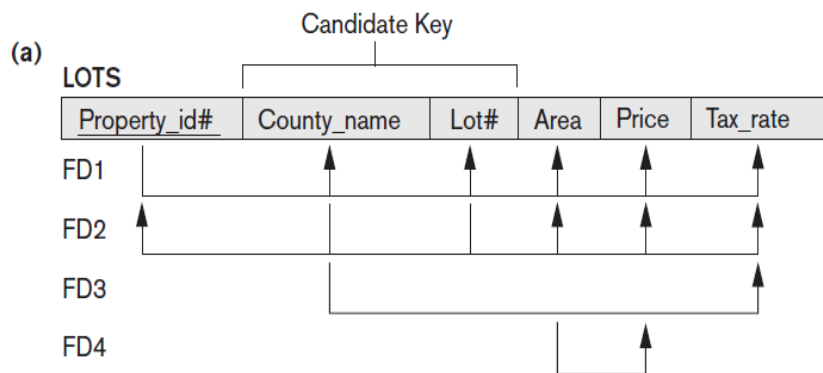 Candidate Key
(a)
LOTS
Property_id# County_name Lot# Area Price Tax_rate
FD1
FD2
FD3
FD4